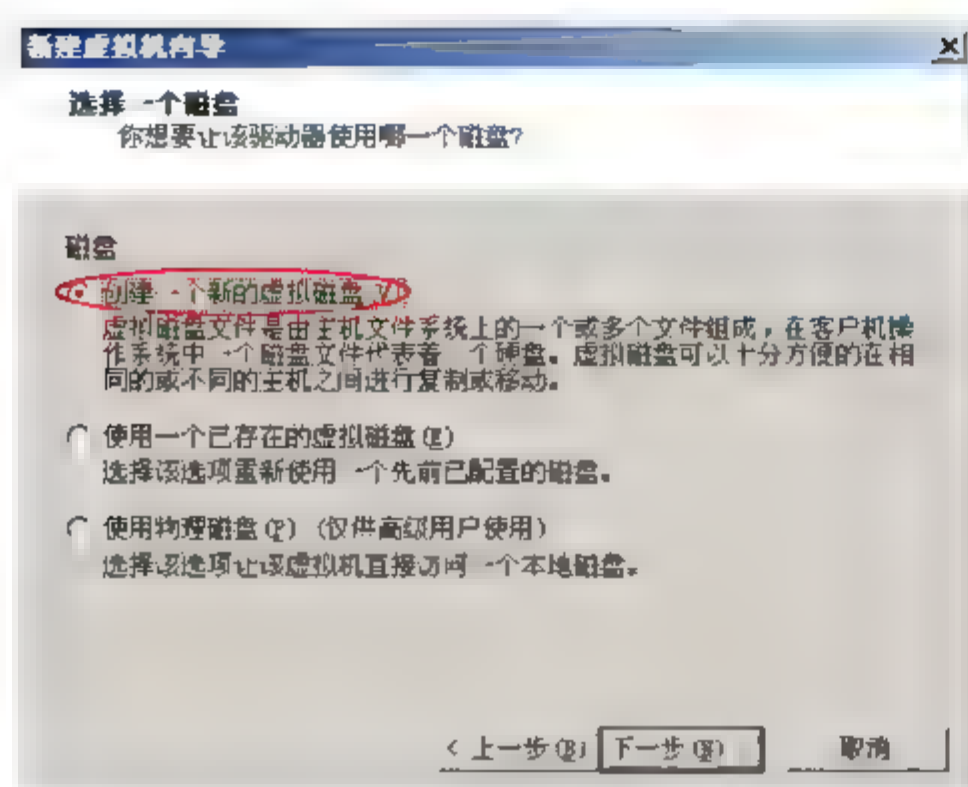 新建虚拟机向导
选择一个磁盘
你想要让该驱动器使用哪一个磁盘?
磁盘
创建一个新的虚拟磁盘(V)
虚拟磁盘文件是由主机文件系统上的一个或多个文件组成，在客户机操
作系统中一个磁盘文件代表着一个硬盘。虚拟磁盘可以十分方便的在相
同的或不同的主机之间进行复制或移动。
使用一个已存在的虚拟磁盘(E)
选择该选项重新使用一个先前已配置的磁盘。
使用物理磁盘(P) (仅供高级用户使用)
选择该选项让该虚拟机直接访问一个本地磁盘。
< 上一步(B) 下一步(N) 取消